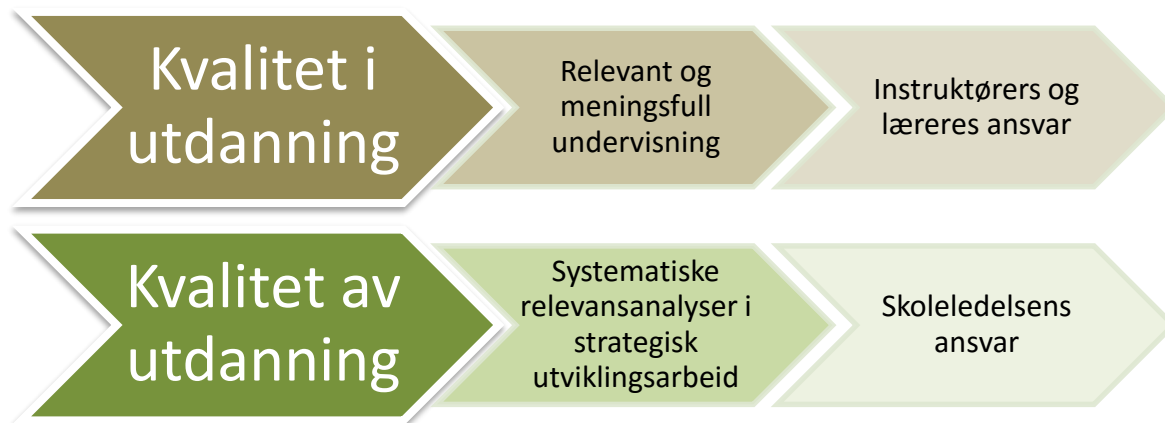 Kvalitet i
utdanning
Relevant og
meningsfull
undervisning
Instruktørers og
læreres ansvar
Kvalitet av
utdanning
Systematiske
relevansanalyser i
strategisk
utviklingsarbeid
Skoleledelsens
ansvar